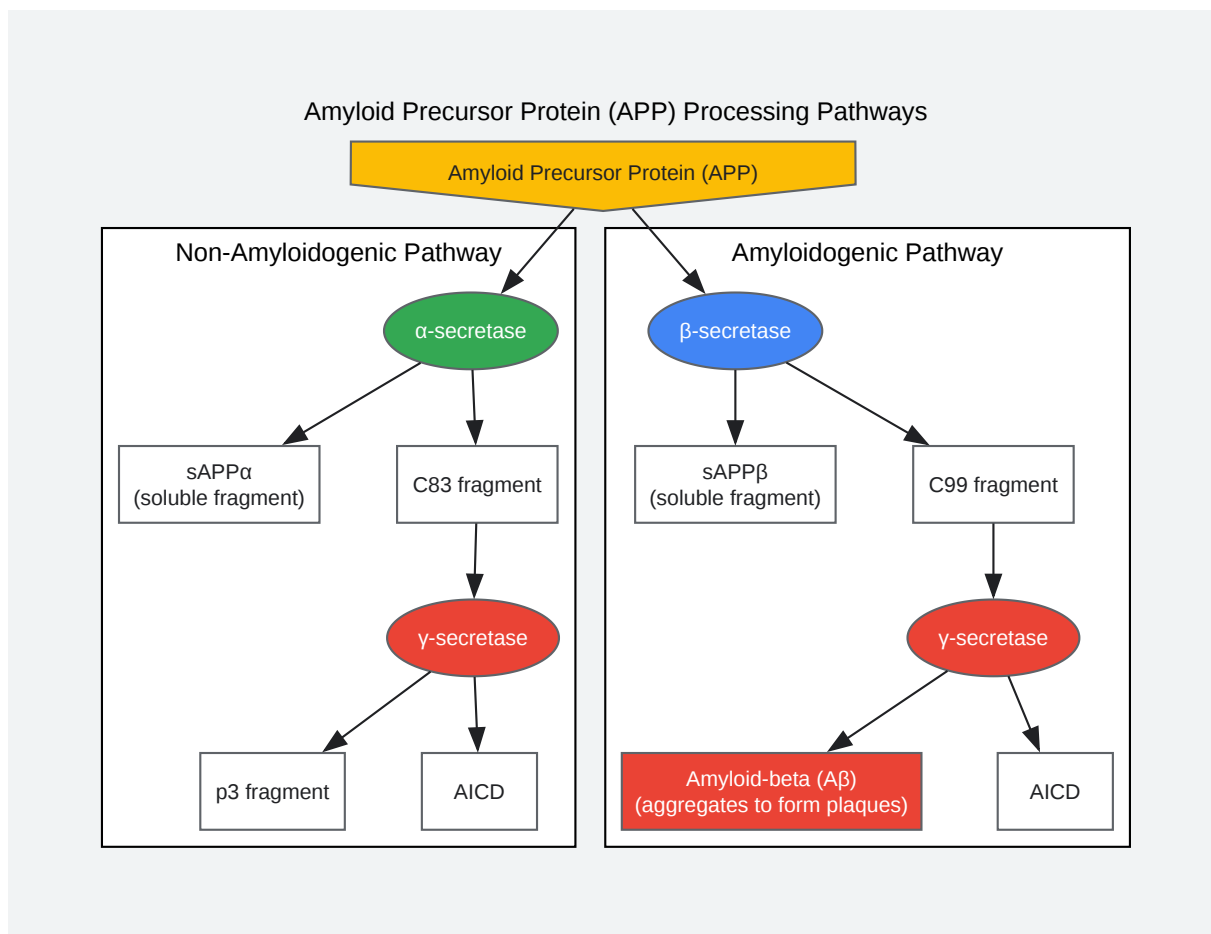 Amyloid Precursor Protein (APP) Processing Pathways
Amyloid Precursor Protein (APP)
Non-Amyloidogenic Pathway
α-secretase
sAPPα
(soluble fragment)
C83 fragment
γ-secretase
p3 fragment
AICD
Amyloidogenic Pathway
β-secretase
sAPPβ
(soluble fragment)
C99 fragment
γ-secretase
Amyloid-beta (Aβ)
(aggregates to form plaques)
AICD